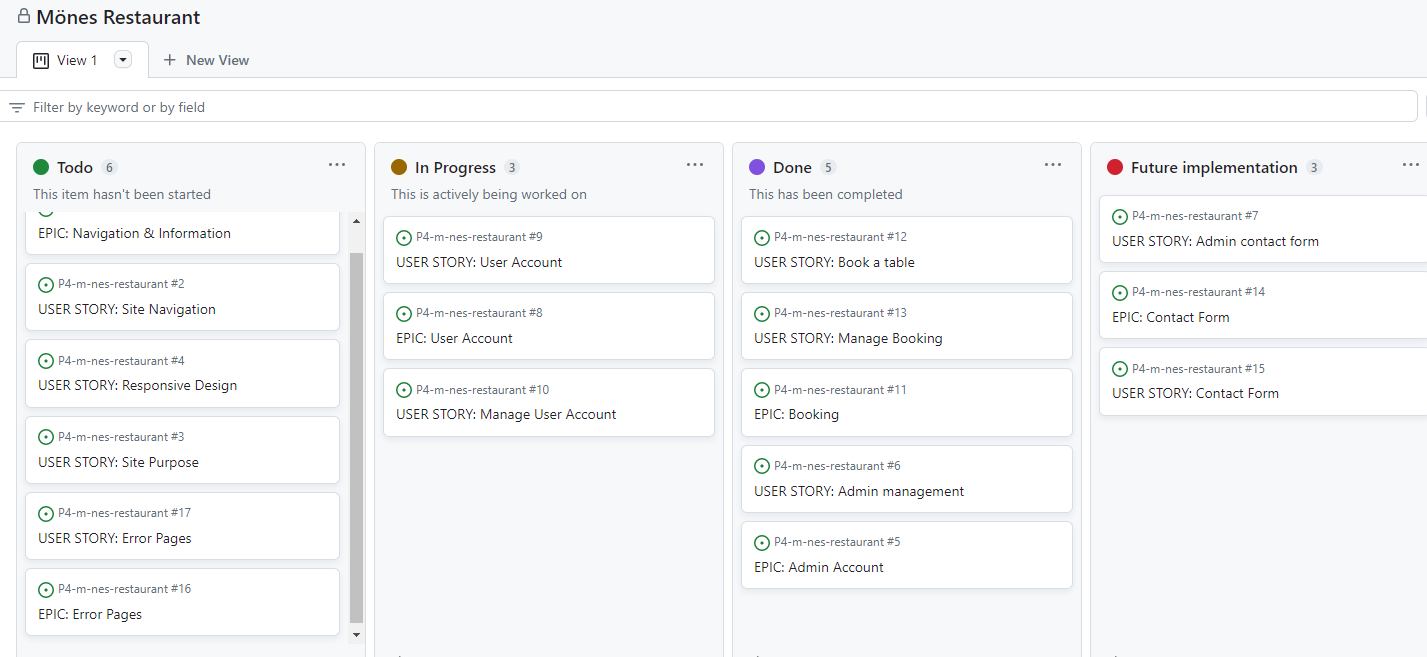 Mönes Restaurant
View 1
New View
Filter by keyword or by field
Todo 6
This item hasn't been started
EPIC: Navigation & Information
P4-m-nes-restaurant #2
USER STORY: Site Navigation
P4-m-nes-restaurant #4
USER STORY: Responsive Design
P4-m-nes-restaurant #3
USER STORY: Site Purpose
P4-m-nes-restaurant #17
USER STORY: Error Pages
P4-m-nes-restaurant #16
EPIC: Error Pages
In Progress 3
This is actively being worked on
P4-m-nes-restaurant #9
USER STORY: User Account
P4-m-nes-restaurant #8
EPIC: User Account
P4-m-nes-restaurant #10
USER STORY: Manage User Account
Done 5
This has been completed
P4-m-nes-restaurant #12
USER STORY: Book a table
P4-m-nes-restaurant #13
USER STORY: Manage Booking
P4-m-nes-restaurant #11
EPIC: Booking
P4-m-nes-restaurant #6
USER STORY: Admin management
P4-m-nes-restaurant #5
EPIC: Admin Account
Future implementation 3
P4-m-nes-restaurant #7
USER STORY: Admin contact form
P4-m-nes-restaurant #14
EPIC: Contact Form
P4-m-nes-restaurant #15
USER STORY: Contact Form